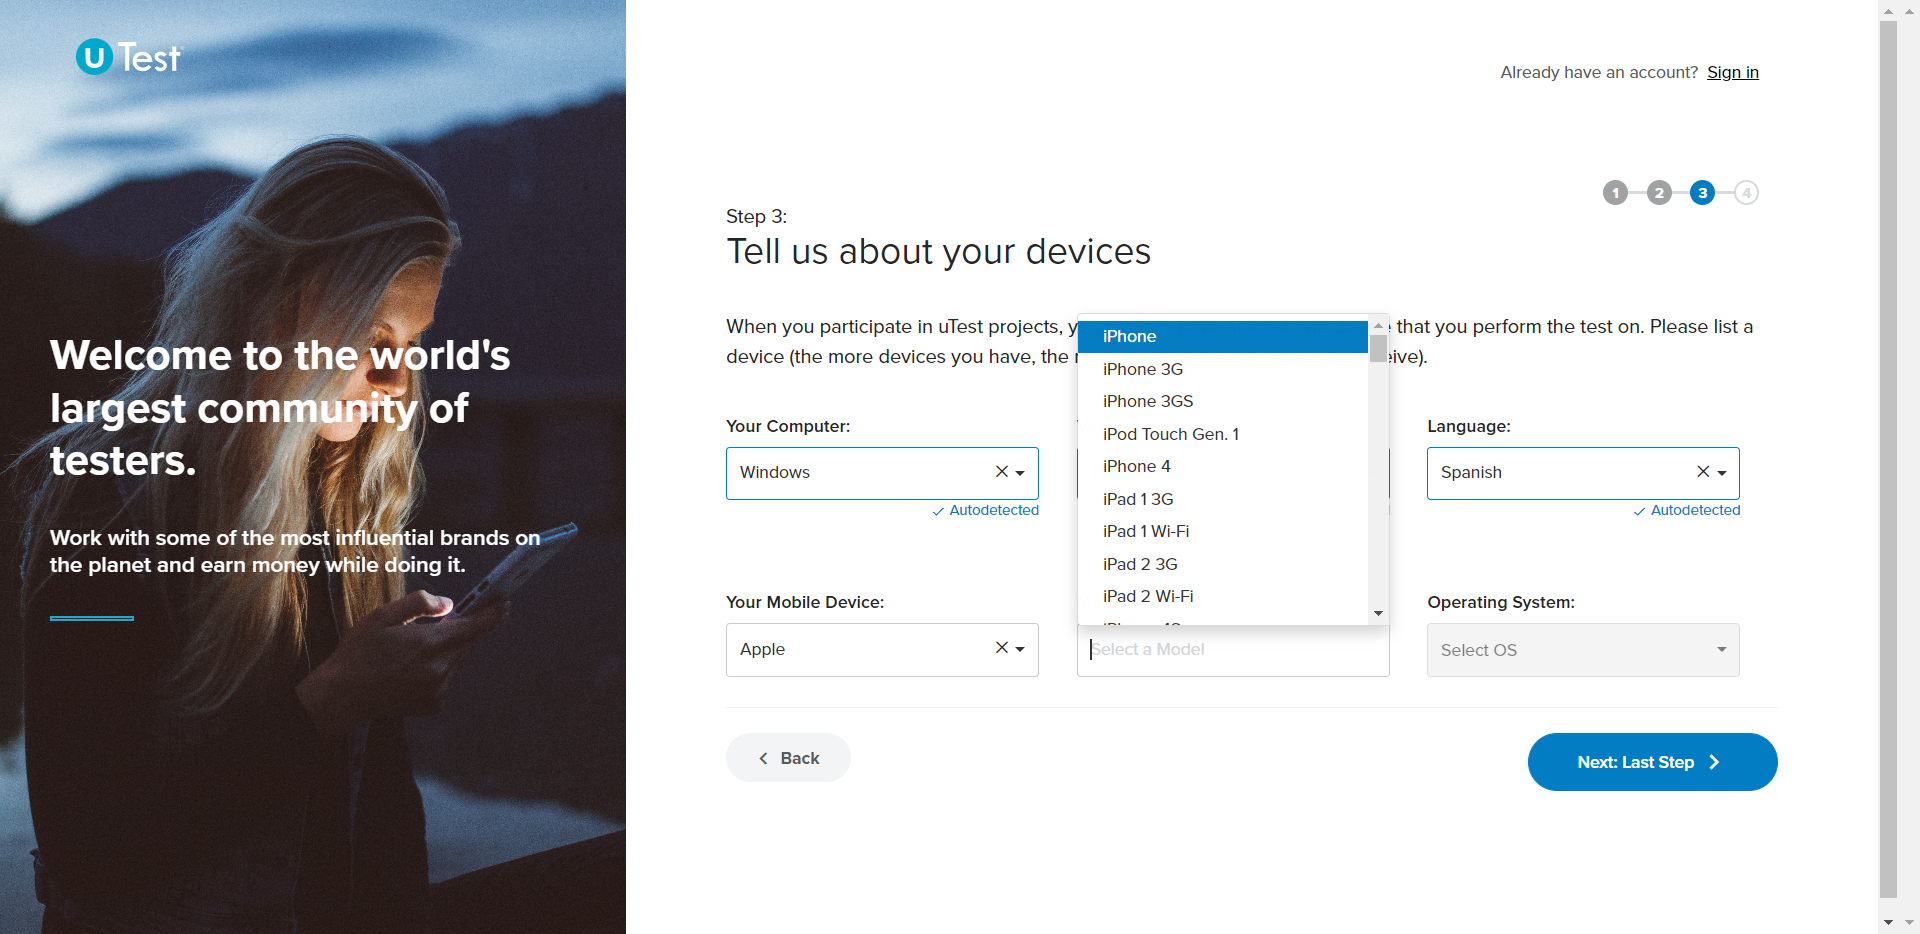 U Test
Already have an account? Sign in
1 2 3 4
Step 3:
Tell us about your devices
When you participate in uTest projects, y that you perform the test on. Please list a
device (the more devices you have, the eive).
iPhone
iPhone 3G
iPhone 3GS
iPod Touch Gen. 1
iPhone 4
iPad 1 3G
iPad 1 Wi-Fi
iPad 2 3G
iPad 2 Wi-Fi
Your Computer:
Language:
Windows
Spanish
Autodetected
Autodetected
Your Mobile Device:
Operating System:
Apple
Select a Model
Select OS
Back
Next: Last Step
Welcome to the world's
largest community of
testers.
Work with some of the most influential brands on
the planet and earn money while doing it.